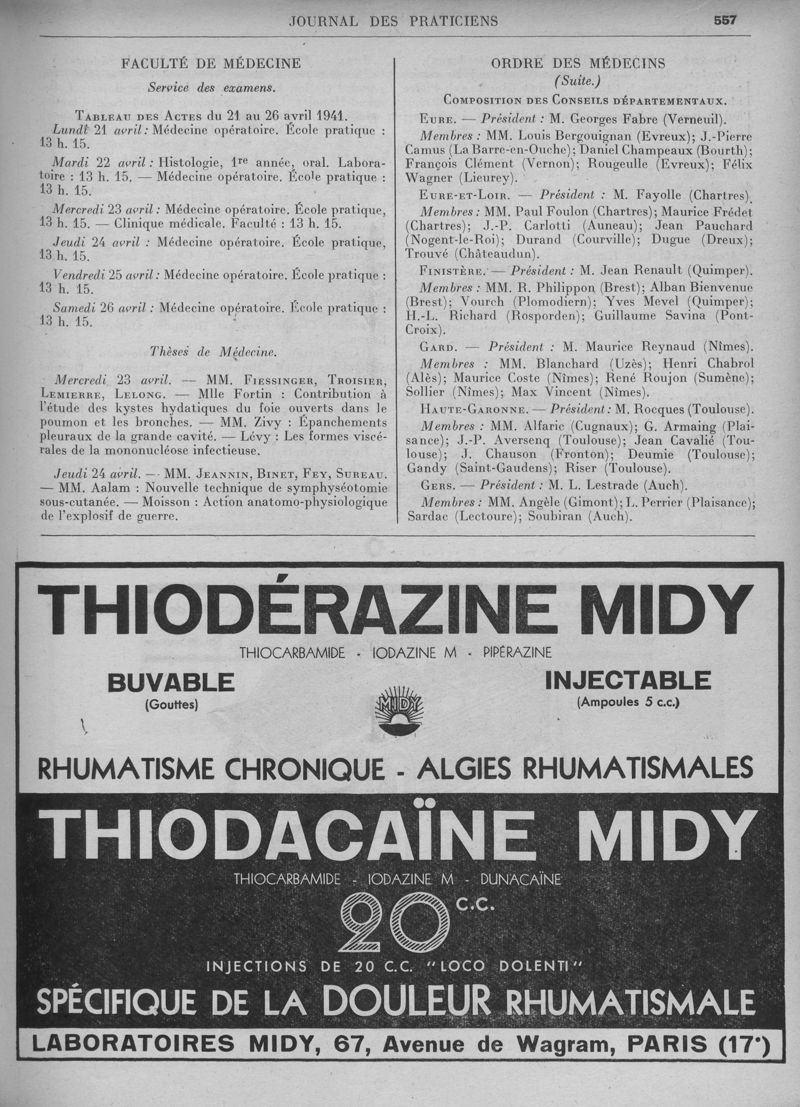 JOURNAL DES PRATICIENS 557
FACULTÉ DE MÉDECINE
Service des examens.
TABLEAU DES ACTES du 21 au 26 avril 1941.
Lundi 21 avril : Médecine opératoire. École pratique :
13 h. 15.
Mardi 22 avril : Histologie, 1re année, oral. Labora-
toire : 13 h. 15. — Médecine opératoire. École pratique :
13 h. 15.
Mercredi 23 avril : Médecine opératoire. École pratique,
13 h. 15. — Clinique médicale. Faculté : 13 h. 15.
Jeudi 24 avril : Médecine opératoire. École pratique,
13 h. 15.
Vendredi 25 avril : Médecine opératoire. École pratique :
13 h. 15.
Samedi 26 avril : Médecine opératoire. École pratique :
13 h. 15.
Thèses de Médecine.
Mercredi 23 avril. — MM. FIESSINGER, TROISIER,
LEMIERRE, LELONG. — Mlle Fortin : Contribution à
l'étude des kystes hydatiques du foie ouverts dans le
poumon et les bronches. — MM. Zivy : Épanchements
pleuraux de la grande cavité. — Lévy : Les formes viscé-
rales de la mononucléose infectieuse.
Jeudi 24 avril. — MM. JEANNIN, BINET, FEY, SUREAU.
— MM. Aalam : Nouvelle technique de symphyséotomie
sous-cutanée. — Moisson : Action anatomo-physiologique
de l'explosif de guerre.
ORDRE DES MÉDECINS
(Suite.)
COMPOSITION DES CONSEILS DÉPARTEMENTAUX.
EURE. — Président : M. Georges Fabre (Verneuil).
Membres : MM. Louis Bergouignan (Evreux); J.-Pierre
Camus (La Barre-en-Ouche); Daniel Champeaux (Bourth);
François Clément (Vernon); Rougeulle (Evreux); Félix
Wagner (Lieurey).
EURE-ET-LOIR. — Président : M. Fayolle (Chartres).
Membres : MM. Paul Foulon (Chartres); Maurice Frédet
(Chartres); J.-P. Carlotti (Auneau); Jean Pauchard
(Nogent-le-Roi); Durand (Courville); Dugue (Dreux);
Trouvé (Châteaudun).
FINISTÈRE. — Président : M. Jean Renault (Quimper).
Membres : MM. R. Philippon (Brest); Alban Bienvenue
(Brest); Vourch (Plomodiern); Yves Mevel (Quimper);
H.-L. Richard (Rosporden); Guillaume Savina (Pont-
Croix).
GARD. — Président : M. Maurice Reynaud (Nîmes).
Membres : MM. Blanchard (Uzès); Henri Chabrol
(Alès); Maurice Coste (Nîmes); René Roujon (Sumène);
Sollier (Nîmes); Max Vincent (Nîmes).
HAUTE-GARONNE. — Président : M. Rocques (Toulouse).
Membres : MM. Alfaric (Cugnaux); G. Armaing (Plai-
sance); J.-P. Aversenq (Toulouse); Jean Cavalié (Tou-
louse); J. Chauson (Fronton); Deumie (Toulouse);
Gandy (Saint-Gaudens); Riser (Toulouse).
GERS. — Président : M. L. Lestrade (Auch).
Membres : MM. Angèle (Gimont); L. Perrier (Plaisance);
Sardac (Lectoure); Soubiran (Auch).
THIODÉRAZINE MIDY
THIOCARBAMIDE - IODAZINE M - PIPÉRAZINE
BUVABLE
(Gouttes)
MIDY
INJECTABLE
(Ampoules 5 c.c.)
RHUMATISME CHRONIQUE - ALGIES RHUMATISMALES
THIODACAÏNE MIDY
THIOCARBAMIDE - IODAZINE M - DUNACAÏNE
20 C.C.
INJECTIONS DE 20 C.C. "LOCO DOLENTI"
SPÉCIFIQUE DE LA DOULEUR RHUMATISMALE
LABORATOIRES MIDY, 67, Avenue de Wagram, PARIS (17e)